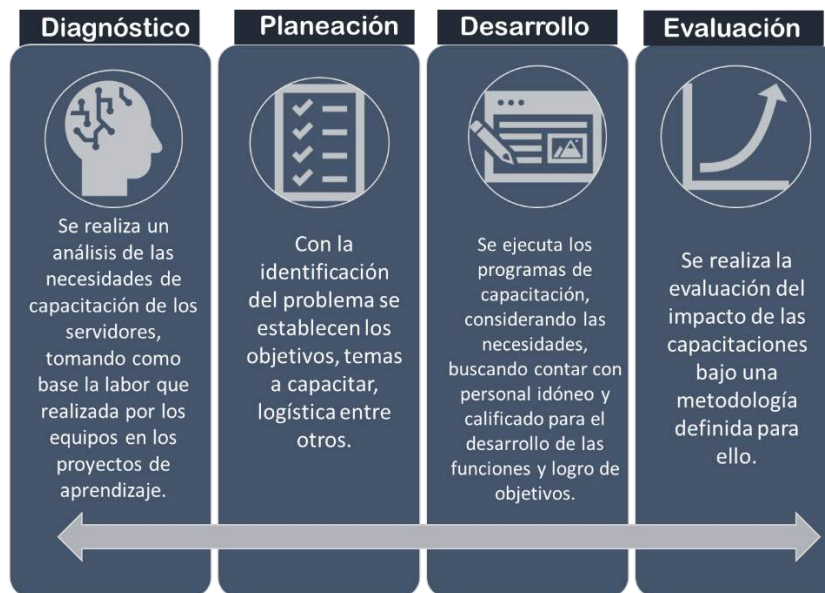 Diagnóstico
Se realiza un
análisis de las
necesidades de
capacitación de los
servidores,
tomando como
base la labor que
realizada por los
equipos en los
proyectos de
aprendizaje.
Planeación
Con la
identificación
del problema se
establecen los
objetivos, temas
a capacitar,
logística entre
otros.
Desarrollo
Se ejecuta los
programas de
capacitación,
considerando las
necesidades,
buscando contar con
personal idóneo y
calificado para el
desarrollo de las
funciones y logro de
objetivos.
Evaluación
Se realiza la
evaluación del
impacto de las
capacitaciones
bajo una
metodología
definida para
ello.